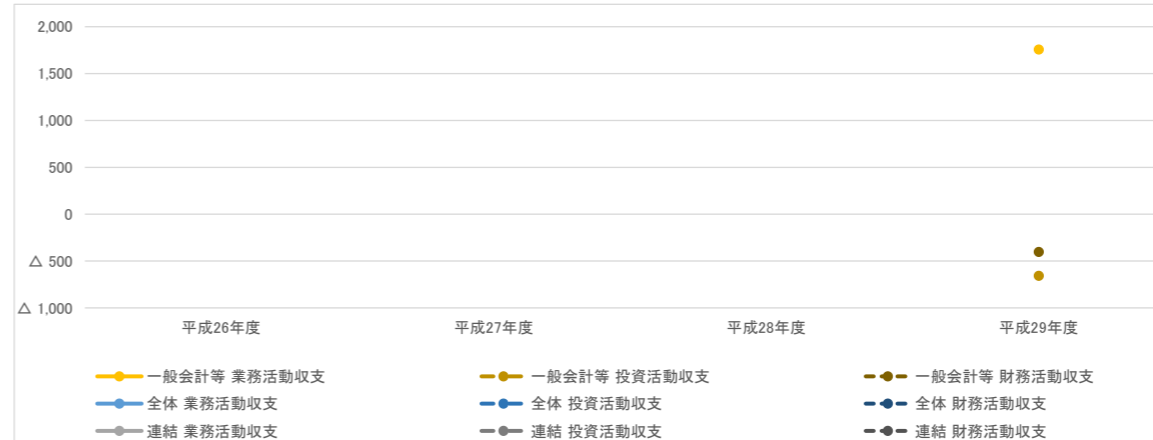 2,000
1,500
1,000
500
0
△ 500
△ 1,000
平成26年度 平成27年度 平成28年度 平成29年度
一般会計等 業務活動収支 一般会計等 投資活動収支 一般会計等 財務活動収支
全体 業務活動収支 全体 投資活動収支 全体 財務活動収支
連結 業務活動収支 連結 投資活動収支 連結 財務活動収支